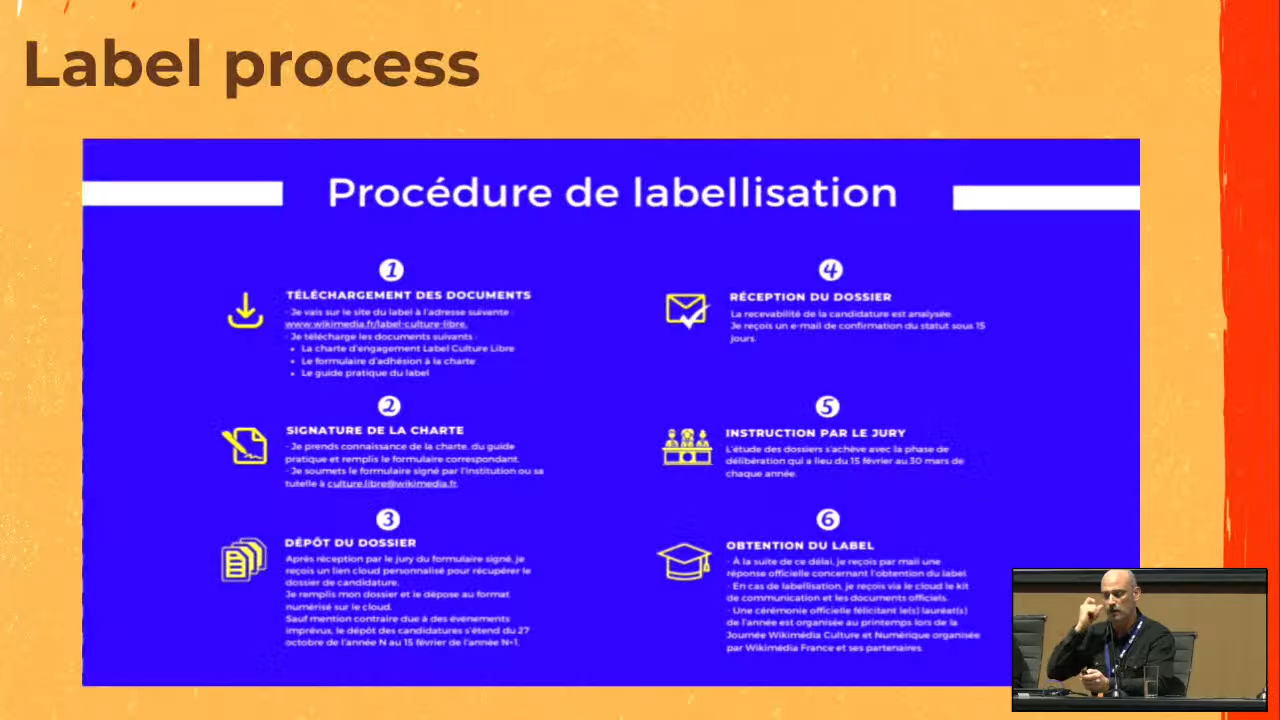 Label process
Procédure de labellisation
1
TÉLÉCHARGEMENT DES DOCUMENTS
- Je vais sur le site du label à l'adresse suivante :
www.wikimedia.fr/label-culture-libre.
- Je télécharge les documents suivants :
• La charte d'engagement Label Culture Libre
• Le formulaire d'adhésion à la charte
• Le guide pratique du label
2
SIGNATURE DE LA CHARTE
- Je prends connaissance de la charte, du guide
pratique et remplis le formulaire correspondant.
- Je soumets le formulaire signé par l'institution ou sa
tutelle à culture.libre@wikimedia.fr.
3
DÉPÔT DU DOSSIER
Après réception par le jury du formulaire signé, je
reçois un lien cloud personnalisé pour récupérer le
dossier de candidature.
Je remplis mon dossier et le dépose au format
numérisé sur le cloud.
Sauf mention contraire due à des évènements
imprévus, le dépôt des candidatures s'étend du 27
octobre de l'année N au 15 février de l'année N+1.
4
RÉCEPTION DU DOSSIER
La recevabilité de la candidature est analysée.
Je reçois un e-mail de confirmation du statut sous 15
jours.
5
INSTRUCTION PAR LE JURY
L'étude des dossiers s'achève avec la phase de
délibération qui a lieu du 15 février au 30 mars de
chaque année.
6
OBTENTION DU LABEL
- À la suite de ce délai, je reçois par mail une
réponse officielle concernant l'obtention du label.
- En cas de labellisation, je reçois via le cloud le kit
de communication et les documents officiels.
- Une cérémonie officielle félicitant le(s) lauréat(s)
de l'année est organisée au printemps lors de la
Journée Wikimédia Culture et Numérique organisée
par Wikimédia France et ses partenaires.